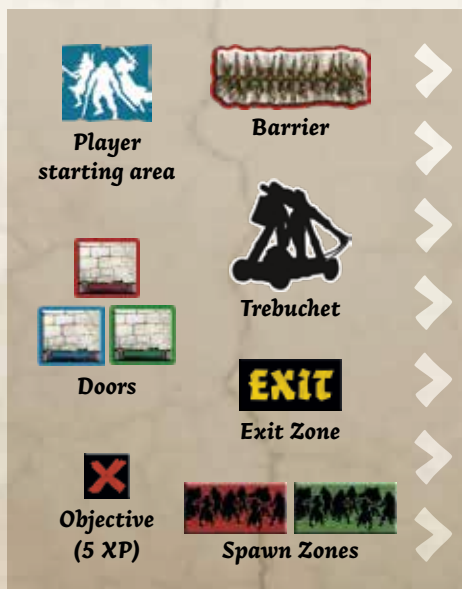 Player
starting area
Barrier
Trebuchet
Doors
EXIT
Exit Zone
Objective
(5 XP)
Spawn Zones